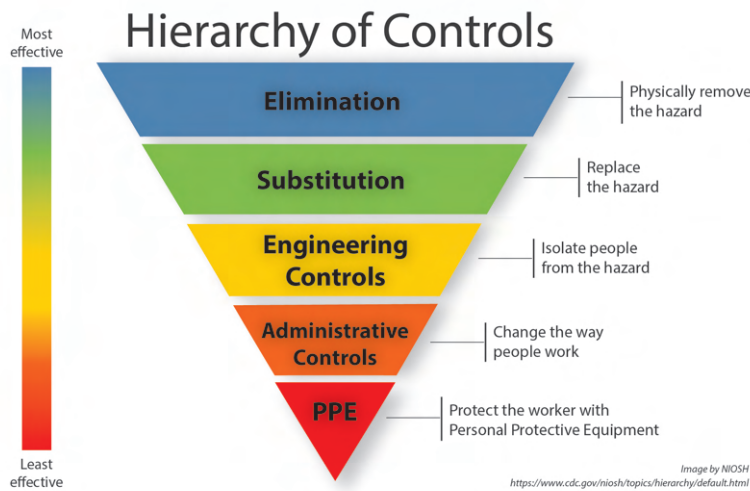 Hierarchy of Controls
Most
effective
Elimination
Physically remove
the hazard
Substitution
Replace
the hazard
Engineering
Controls
Isolate people
from the hazard
Administrative
Controls
Change the way
people work
PPE
Protect the worker with
Personal Protective Equipment
Least
effective
Image by NIOSH
https://www.cdc.gov/niosh/topics/hierarchy/default.html